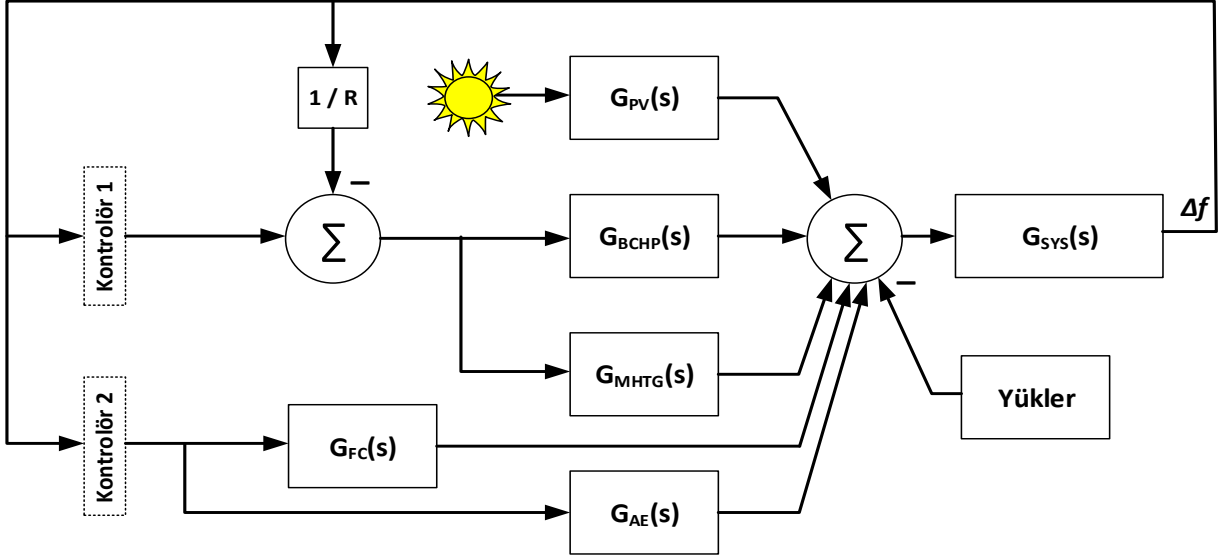 1 / R
G_PV(s)
Kontrolör 1
−
∑
G_BCHP(s)
∑
G_SYS(s)
Δf
−
G_MHTG(s)
Yükler
Kontrolör 2
G_FC(s)
G_AE(s)